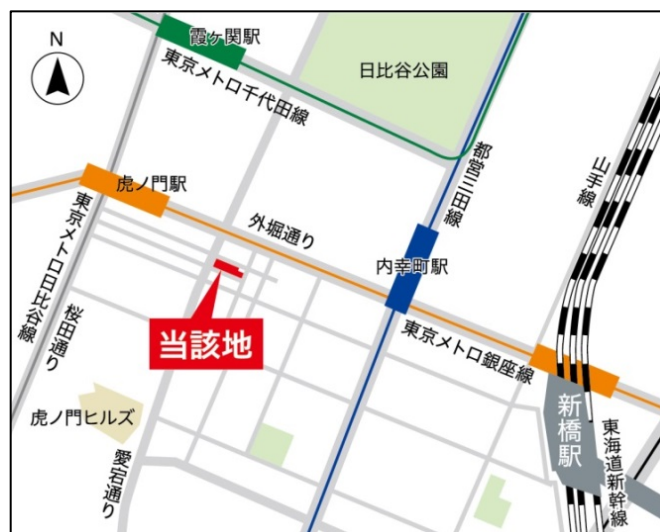 N
霞ヶ関駅
東京メトロ千代田線
日比谷公園
都営三田線
山手線
虎ノ門駅
外堀通り
東京メトロ日比谷線
桜田通り
内幸町駅
当該地
東京メトロ銀座線
虎ノ門ヒルズ
愛宕通り
新橋駅
東海道新幹線